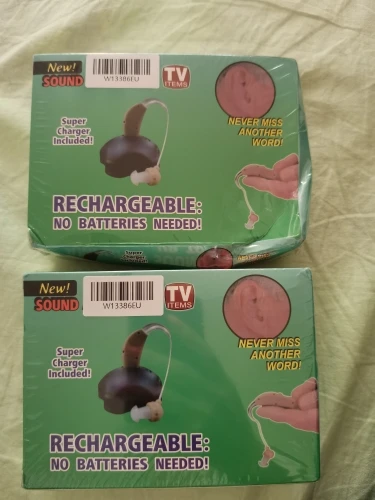 New!
SOUND
W13386EU
TV
ITEMS
Super
Charger
Included!
NEVER MISS
ANOTHER
WORD!
RECHARGEABLE:
NO BATTERIES NEEDED!
New!
SOUND
W13386EU
TV
ITEMS
Super
Charger
Included!
NEVER MISS
ANOTHER
WORD!
RECHARGEABLE:
NO BATTERIES NEEDED!